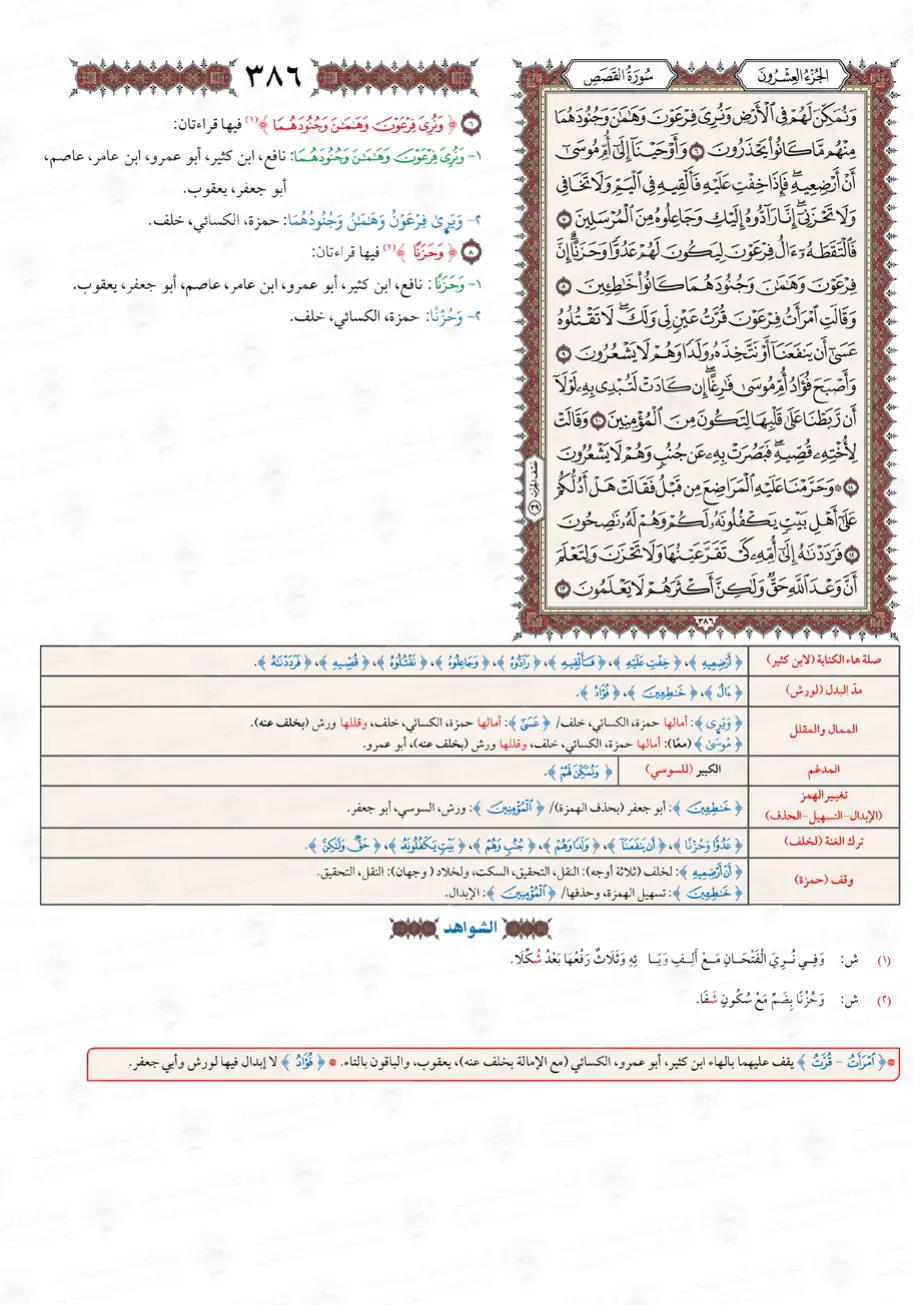 الجُزْءُ العِشْرُونَ
سُورَةُ القَصَصِ
وَنُمَكِّنَ لَهُمْ فِي ٱلْأَرْضِ وَنُرِيَ فِرْعَوْنَ وَهَٰمَٰنَ وَجُنُودَهُمَا
مِنْهُم مَّا كَانُوا۟ يَحْذَرُونَ ٦ وَأَوْحَيْنَآ إِلَىٰٓ أُمِّ مُوسَىٰٓ
أَنْ أَرْضِعِيهِ ۖ فَإِذَا خِفْتِ عَلَيْهِ فَأَلْقِيهِ فِي ٱلْيَمِّ وَلَا تَخَافِي
وَلَا تَحْزَنِيٓ ۖ إِنَّا رَآدُّوهُ إِلَيْكِ وَجَاعِلُوهُ مِنَ ٱلْمُرْسَلِينَ ٧
فَٱلْتَقَطَهُۥٓ ءَالُ فِرْعَوْنَ لِيَكُونَ لَهُمْ عَدُوًّا وَحَزَنًا ۗ إِنَّ
فِرْعَوْنَ وَهَٰمَٰنَ وَجُنُودَهُمَا كَانُوا۟ خَٰطِـِٔينَ ٨
وَقَالَتِ ٱمْرَأَتُ فِرْعَوْنَ قُرَّتُ عَيْنٍ لِّي وَلَكَ ۖ لَا تَقْتُلُوهُ
عَسَىٰٓ أَن يَنفَعَنَآ أَوْ نَتَّخِذَهُۥ وَلَدًا وَهُمْ لَا يَشْعُرُونَ ٩
وَأَصْبَحَ فُؤَادُ أُمِّ مُوسَىٰ فَٰرِغًا ۖ إِن كَادَتْ لَتُبْدِي بِهِۦ لَوْلَآ
أَن رَّبَطْنَا عَلَىٰ قَلْبِهَا لِتَكُونَ مِنَ ٱلْمُؤْمِنِينَ ١٠ وَقَالَتْ
لِأُخْتِهِۦ قُصِّيهِ ۖ فَبَصُرَتْ بِهِۦ عَن جُنُبٍ وَهُمْ لَا يَشْعُرُونَ
١١ ۞ وَحَرَّمْنَا عَلَيْهِ ٱلْمَرَاضِعَ مِن قَبْلُ فَقَالَتْ هَلْ أَدُلُّكُمْ
عَلَىٰٓ أَهْلِ بَيْتٍ يَكْفُلُونَهُۥ لَكُمْ وَهُمْ لَهُۥ نَٰصِحُونَ
١٢ فَرَدَدْنَٰهُ إِلَىٰٓ أُمِّهِۦ كَيْ تَقَرَّ عَيْنُهَا وَلَا تَحْزَنَ وَلِتَعْلَمَ
أَنَّ وَعْدَ ٱللَّهِ حَقٌّ وَلَٰكِنَّ أَكْثَرَهُمْ لَا يَعْلَمُونَ ١٣
٣٨٦
٣٨٦
٦ ﴿ وَنُرِيَ فِرْعَوْنَ وَهَٰمَٰنَ وَجُنُودَهُمَا ﴾(١) فيها قراءتان:
١- وَنُرِيَ فِرْعَوْنَ وَهَٰمَٰنَ وَجُنُودَهُمَا: نافع، ابن كثير، أبو عمرو، ابن عامر، عاصم،
أبو جعفر، يعقوب.
٢- وَيَرَىٰ فِرْعَوْنُ وَهَٰمَٰنُ وَجُنُودُهُمَا: حمزة، الكسائي، خلف.
٨ ﴿ وَحَزَنًا ﴾(٢) فيها قراءتان:
١- وَحَزَنًا: نافع، ابن كثير، أبو عمرو، ابن عامر، عاصم، أبو جعفر، يعقوب.
٢- وَحُزْنًا: حمزة، الكسائي، خلف.
صلة هاء الكناية (لابن كثير) ﴿ أَرْضِعِيهِ ﴾، ﴿ خِفْتِ عَلَيْهِ ﴾، ﴿ فَأَلْقِيهِ ﴾، ﴿ رَآدُّوهُ ﴾، ﴿ وَجَاعِلُوهُ ﴾، ﴿ تَقْتُلُوهُ ﴾، ﴿ قُصِّيهِ ﴾، ﴿ فَرَدَدْنَٰهُ ﴾.
مدّ البدل (لورش) ﴿ ءَالُ ﴾، ﴿ خَٰطِـِٔينَ ﴾، ﴿ فُؤَادُ ﴾.
الممال والمقلل ﴿ وَيَرَىٰ ﴾: أمالها حمزة، الكسائي، خلف/ ﴿ عَسَىٰٓ ﴾: أمالها حمزة، الكسائي، خلف، وقللها ورش (بخلف عنه).
﴿ مُوسَىٰ ﴾ (معًا): أمالها حمزة، الكسائي، خلف، وقللها ورش (بخلف عنه)، أبو عمرو.
المدغم الكبير (للسوسي) ﴿ وَنُمَكِّنَ لَهُمْ ﴾.
تغيير الهمز
(الإبدال-التسهيل-الحذف) ﴿ خَٰطِـِٔينَ ﴾: أبو جعفر (بحذف الهمزة)/ ﴿ ٱلْمُؤْمِنِينَ ﴾: ورش، السوسي، أبو جعفر.
ترك الغنة (لخلف) ﴿ عَدُوًّا وَحُزْنًا ﴾، ﴿ أَن يَنفَعَنَآ ﴾، ﴿ وَلَدًا وَهُمْ ﴾، ﴿ جُنُبٍ وَهُمْ ﴾، ﴿ بَيْتٍ يَكْفُلُونَهُۥ ﴾، ﴿ حَقٌّ وَلَٰكِنَّ ﴾.
وقف (حمزة) ﴿ أَنْ أَرْضِعِيهِ ﴾: لخلف (ثلاثة أوجه): النقل، التحقيق، السكت، ولخلاد (وجهان): النقل، التحقيق.
﴿ خَٰطِـِٔينَ ﴾: تسهيل الهمزة، وحذفها/ ﴿ ٱلْمُؤْمِنِينَ ﴾: الإبدال.
الشواهد
(١) ش: وَفِي نُرِيَ الْفَتْحَانِ مَعْ أَلِفٍ وَيَا ئِهِ وَثَلَاثٌ رَفْعُهَا بَعْدُ شُكِّلَا.
(٢) ش: وَحُزْنًا بِضَمٍّ مَعْ سُكُونٍ شَفَا.
* ﴿ ٱمْرَأَتُ - قُرَّتُ ﴾ يقف عليهما بالهاء ابن كثير، أبو عمرو، الكسائي (مع الإمالة بخلف عنه)، يعقوب، والباقون بالتاء. * ﴿ فُؤَادُ ﴾ لا إبدال فيها لورش وأبي جعفر.